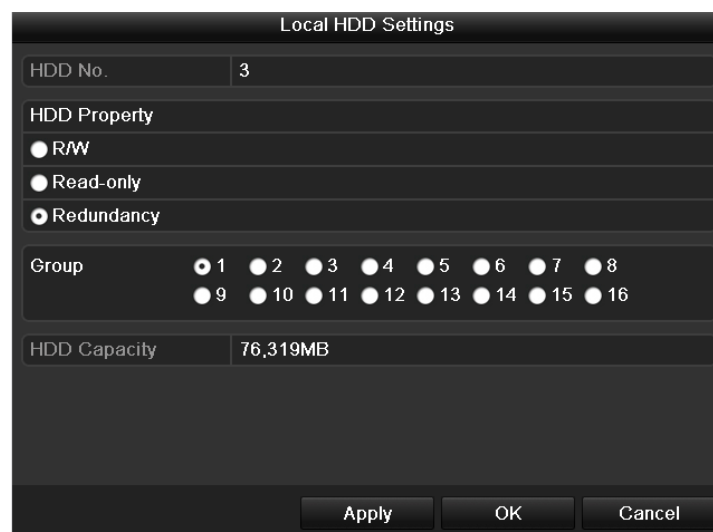 Local HDD Settings
HDD No. 3
HDD Property
R/W
Read-only
Redundancy
Group 1 2 3 4 5 6 7 8
9 10 11 12 13 14 15 16
HDD Capacity 76,319MB
Apply OK Cancel